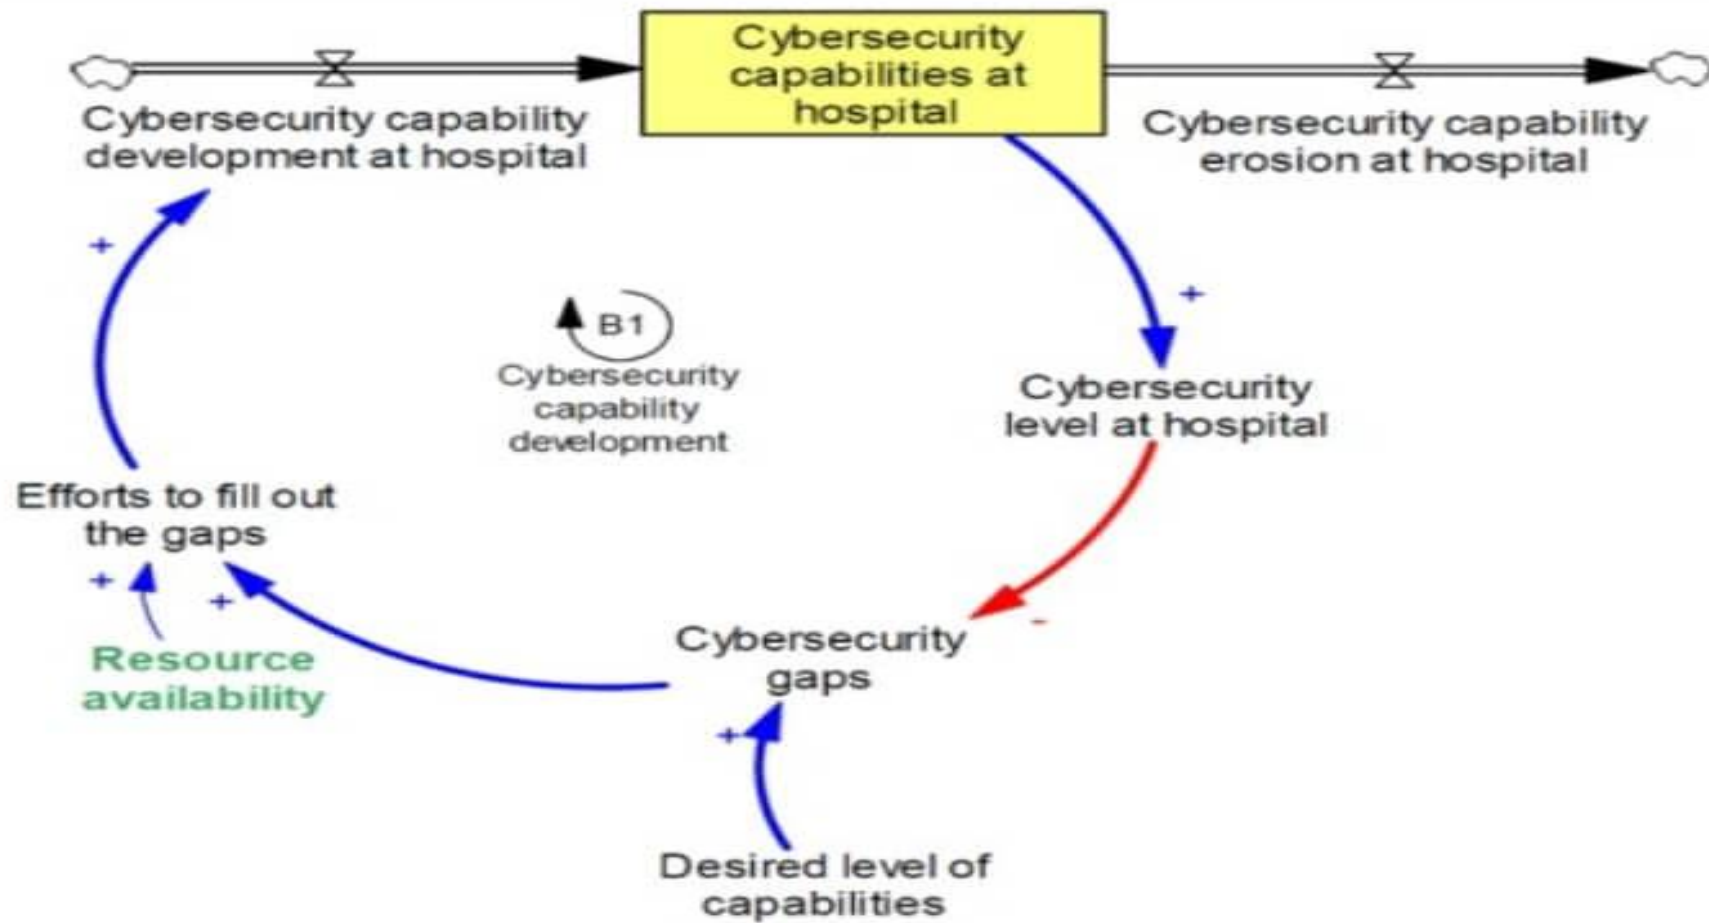 Cybersecurity
capabilities at
hospital
Cybersecurity capability
development at hospital
Cybersecurity capability
erosion at hospital
+
+
B1
Cybersecurity
capability
development
Cybersecurity
level at hospital
Efforts to fill out
the gaps
+
+
-
Resource
availability
Cybersecurity
gaps
+
Desired level of
capabilities